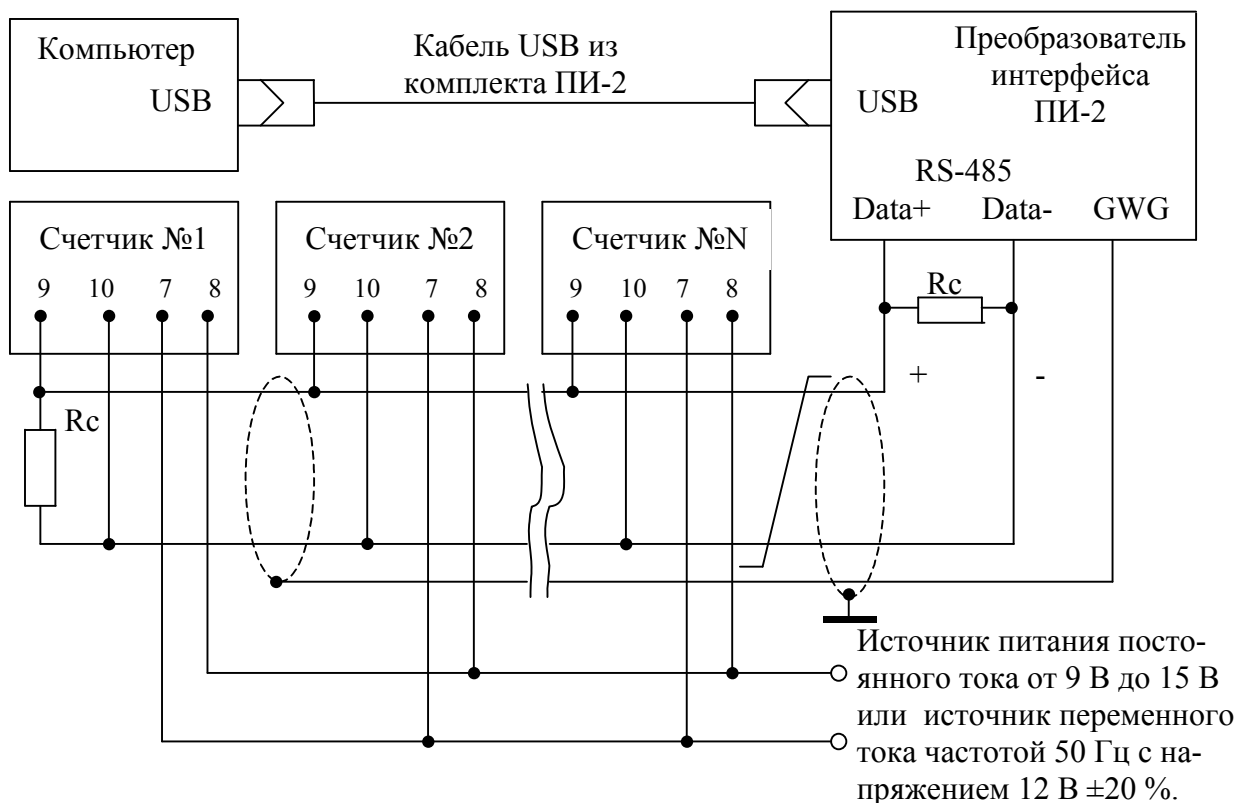 Компьютер
USB
Кабель USB из
комплекта ПИ-2
Преобразователь
интерфейса
ПИ-2
USB
RS-485
Data+ Data- GWG
Счетчик №1
9 10 7 8
Счетчик №2
9 10 7 8
Счетчик №N
9 10 7 8
Rc
+ -
Rc
Источник питания посто-
янного тока от 9 В до 15 В
или источник переменного
тока частотой 50 Гц с на-
пряжением 12 В ±20 %.